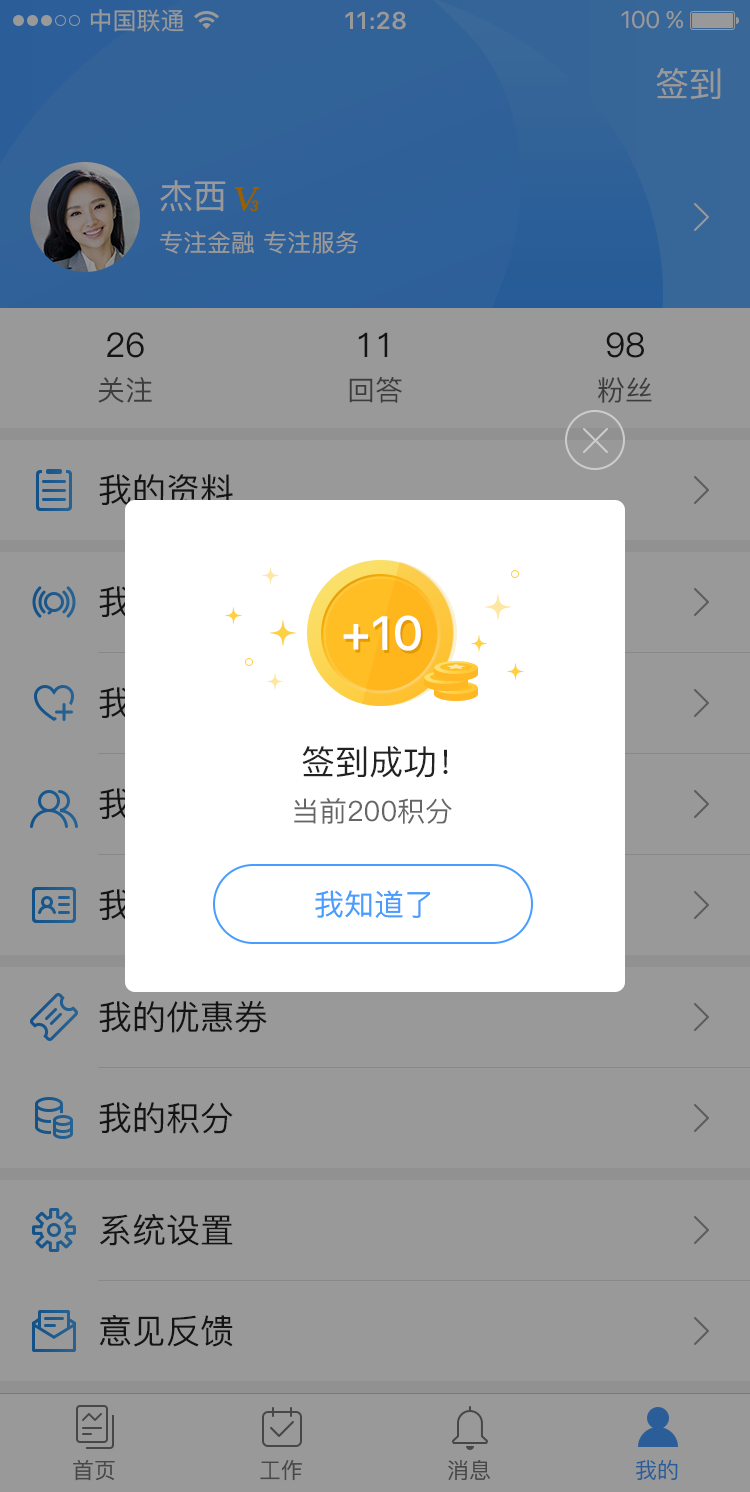 中国联通
11:28
100 %
签到
杰西 V3
专注金融 专注服务
26
11
98
关注
回答
粉丝
我的资料
我
+10
签到成功!
当前200积分
我
我
我知道了
我
我的优惠券
我的积分
系统设置
意见反馈
首页
工作
消息
我的